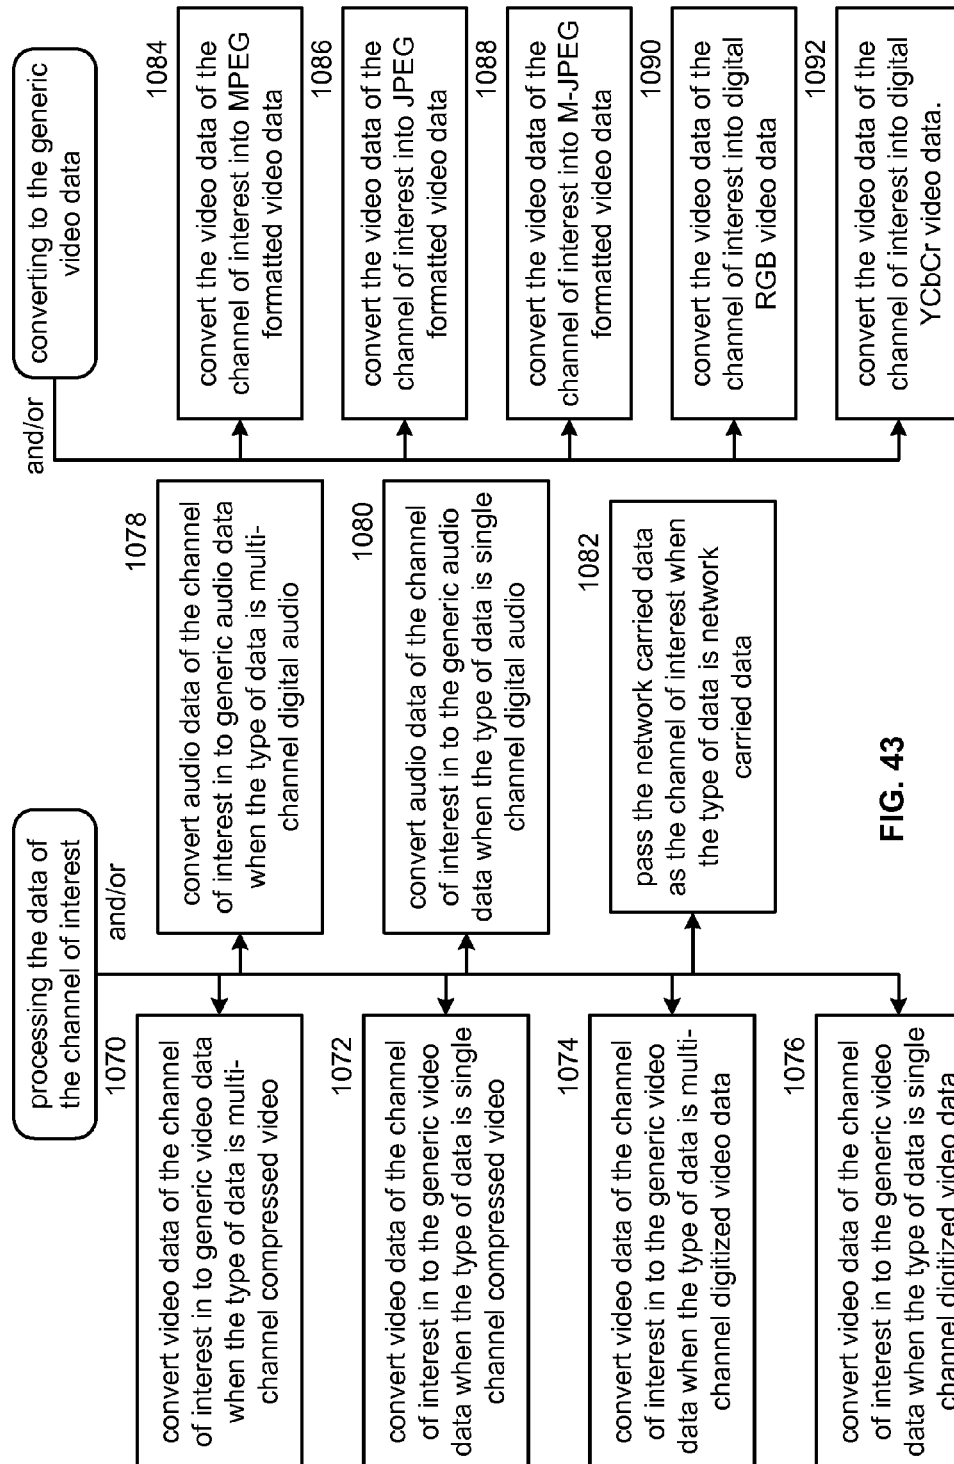 processing the data of
the channel of interest
and/or
1070
convert video data of the channel
of interest in to generic video data
when the type of data is multi-
channel compressed video
1072
convert video data of the channel
of interest in to the generic video
data when the type of data is single
channel compressed video
1074
convert video data of the channel
of interest in to the generic video
data when the type of data is multi-
channel digitized video data
1076
convert video data of the channel
of interest in to the generic video
data when the type of data is single
channel digitized video data
1078
convert audio data of the channel
of interest in to generic audio data
when the type of data is multi-
channel digital audio
1080
convert audio data of the channel
of interest in to the generic audio
data when the type of data is single
channel digital audio
1082
pass the network carried data
as the channel of interest when
the type of data is network
carried data
converting to the generic
video data
and/or
1084
convert the video data of the
channel of interest into MPEG
formatted video data
1086
convert the video data of the
channel of interest into JPEG
formatted video data
1088
convert the video data of the
channel of interest into M-JPEG
formatted video data
1090
convert the video data of the
channel of interest into digital
RGB video data
1092
convert the video data of the
channel of interest into digital
YCbCr video data.
FIG. 43